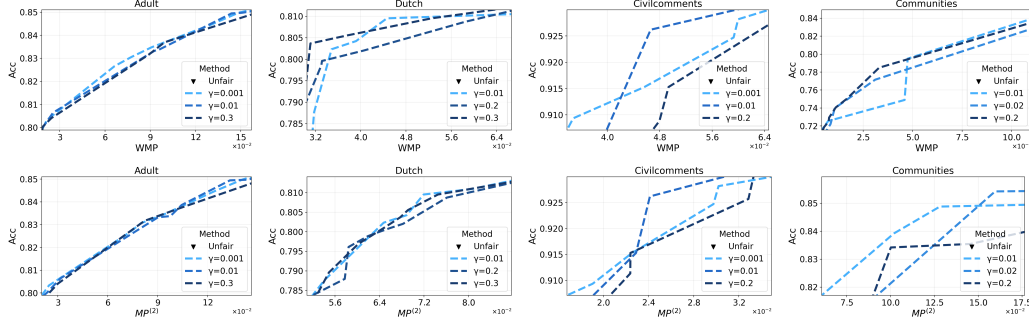 Adult
Acc
0.85
0.84
0.83
0.82
0.81
0.80
Method
Unfair
γ=0.001
γ=0.01
γ=0.3
3
6
9
12
15
WMP
×10⁻²
Dutch
Acc
0.810
0.805
0.800
0.795
0.790
0.785
Method
Unfair
γ=0.01
γ=0.2
γ=0.3
3.2
4.0
4.8
5.6
6.4
WMP
×10⁻²
Civilcomments
Acc
0.925
0.920
0.915
0.910
Method
Unfair
γ=0.001
γ=0.01
γ=0.2
4.0
4.8
5.6
6.4
WMP
×10⁻²
Communities
Acc
0.84
0.82
0.80
0.78
0.76
0.74
0.72
Method
Unfair
γ=0.01
γ=0.02
γ=0.2
2.5
5.0
7.5
10.0
WMP
×10⁻²
Adult
Acc
0.85
0.84
0.83
0.82
0.81
0.80
Method
Unfair
γ=0.001
γ=0.01
γ=0.3
3
6
9
12
MP⁽²⁾
×10⁻²
Dutch
Acc
0.810
0.805
0.800
0.795
0.790
0.785
Method
Unfair
γ=0.01
γ=0.2
γ=0.3
5.6
6.4
7.2
8.0
MP⁽²⁾
×10⁻²
Civilcomments
Acc
0.925
0.920
0.915
0.910
Method
Unfair
γ=0.001
γ=0.01
γ=0.2
2.0
2.4
2.8
3.2
MP⁽²⁾
×10⁻²
Communities
Acc
0.85
0.84
0.83
0.82
Method
Unfair
γ=0.01
γ=0.02
γ=0.2
7.5
10.0
12.5
15.0
17.5
MP⁽²⁾
×10⁻²